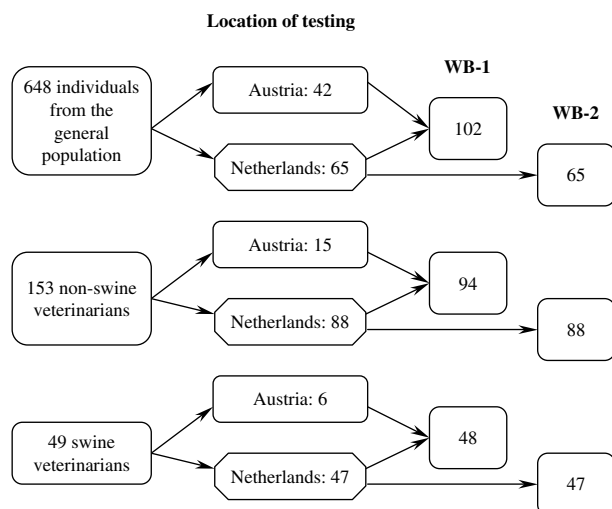 Location of testing
WB-1
WB-2
648 individuals
from the
general
population
Austria: 42
Netherlands: 65
102
65
153 non-swine
veterinarians
Austria: 15
Netherlands: 88
94
88
49 swine
veterinarians
Austria: 6
Netherlands: 47
48
47